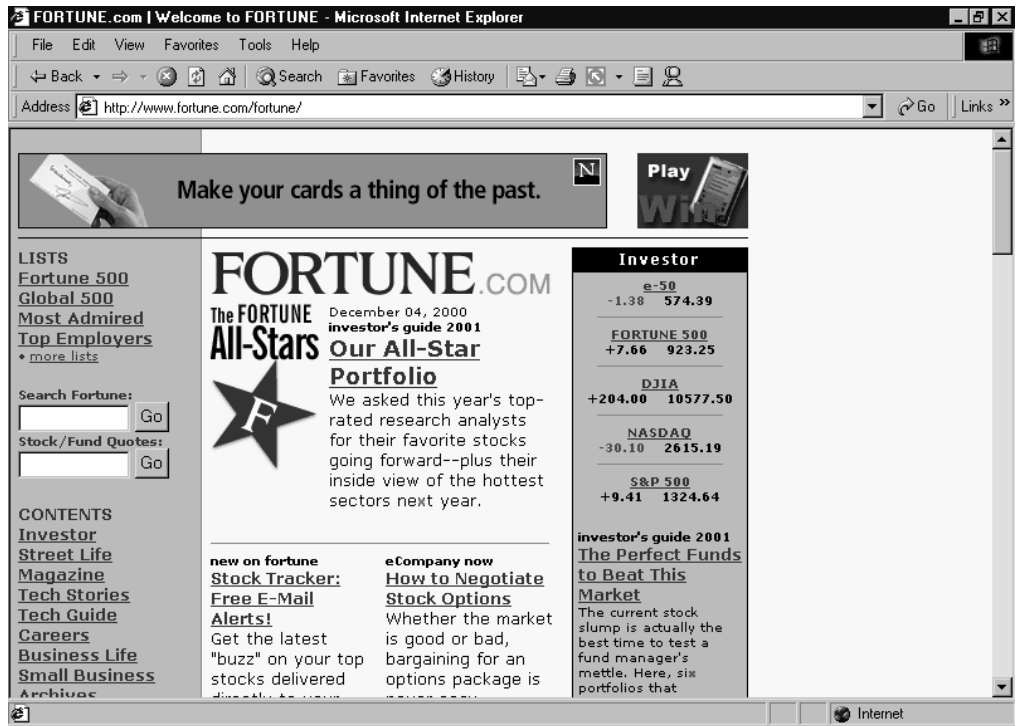 FORTUNE.com | Welcome to FORTUNE - Microsoft Internet Explorer
File Edit View Favorites Tools Help
Back Search Favorites History
Address http://www.fortune.com/fortune/ Go Links »
Make your cards a thing of the past.
N
Play
Win
LISTS
Fortune 500
Global 500
Most Admired
Top Employers
• more lists
Search Fortune:
Go
Stock/Fund Quotes:
Go
CONTENTS
Investor
Street Life
Magazine
Tech Stories
Tech Guide
Careers
Business Life
Small Business
Archives
FORTUNE.COM
The FORTUNE
All-Stars
F
December 04, 2000
investor's guide 2001
Our All-Star
Portfolio
We asked this year's top-
rated research analysts
for their favorite stocks
going forward--plus their
inside view of the hottest
sectors next year.
new on fortune
Stock Tracker:
Free E-Mail
Alerts!
Get the latest
"buzz" on your top
stocks delivered
directly to your
eCompany now
How to Negotiate
Stock Options
Whether the market
is good or bad,
bargaining for an
options package is
never easy
Investor
e-50
-1.38 574.39
FORTUNE 500
+7.66 923.25
DJIA
+204.00 10577.50
NASDAQ
-30.10 2615.19
S&P 500
+9.41 1324.64
investor's guide 2001
The Perfect Funds
to Beat This
Market
The current stock
slump is actually the
best time to test a
fund manager's
mettle. Here, six
portfolios that
Internet